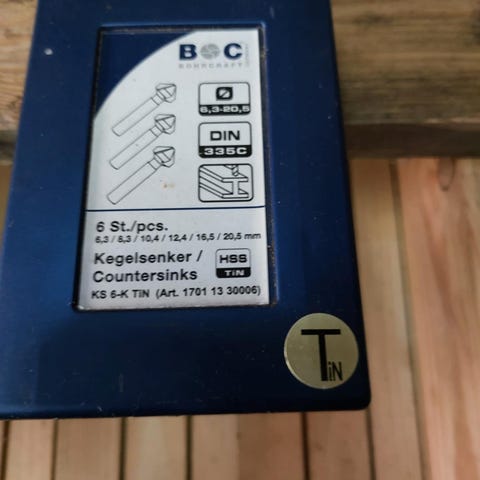 BC
BOHRCRAFT
Ø
6,3-20,5
DIN
335C
6 St./pcs.
6,3 / 8,3 / 10,4 / 12,4 / 16,5 / 20,5 mm
Kegelsenker /
Countersinks
HSS
TiN
KS 6-K TiN (Art. 1701 13 30006)
TiN